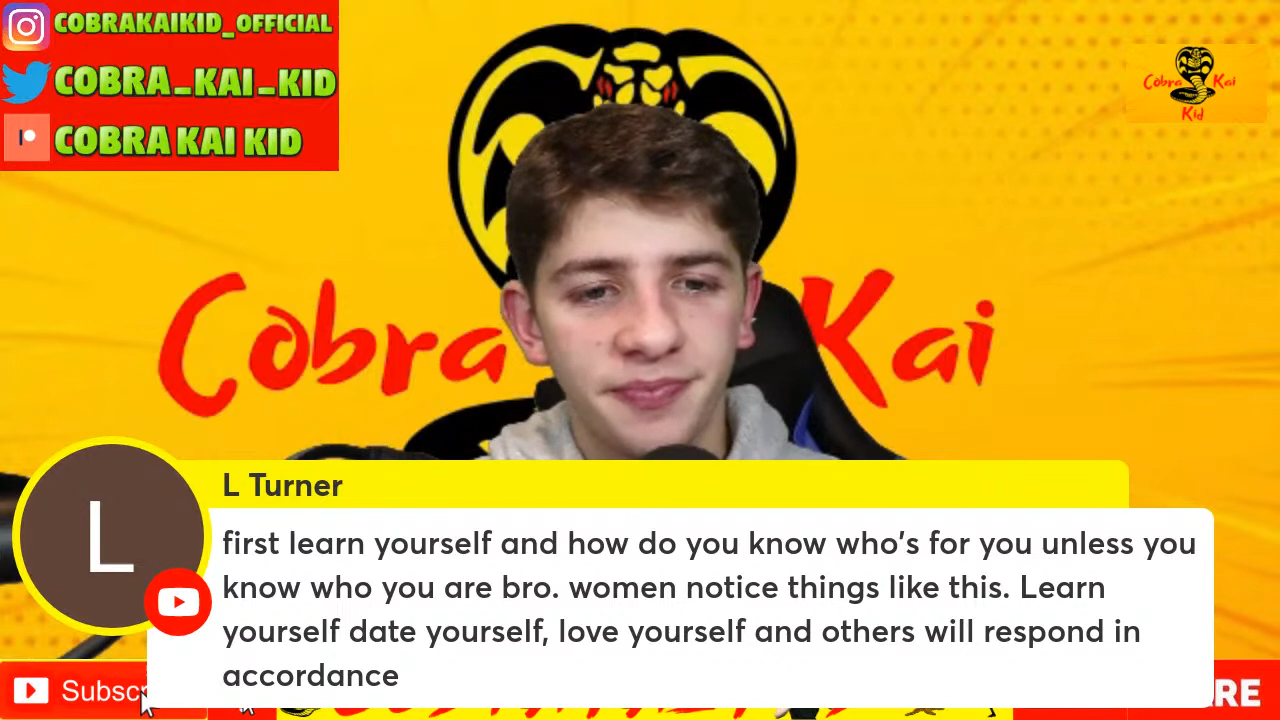 COBRAKAIKID_OFFICIAL
COBRA_KAI_KID
COBRA KAI KID
Cobra Kai
Kid
Cobra Kai
L
L Turner
first learn yourself and how do you know who's for you unless you
know who you are bro. women notice things like this. Learn
yourself date yourself, love yourself and others will respond in
accordance